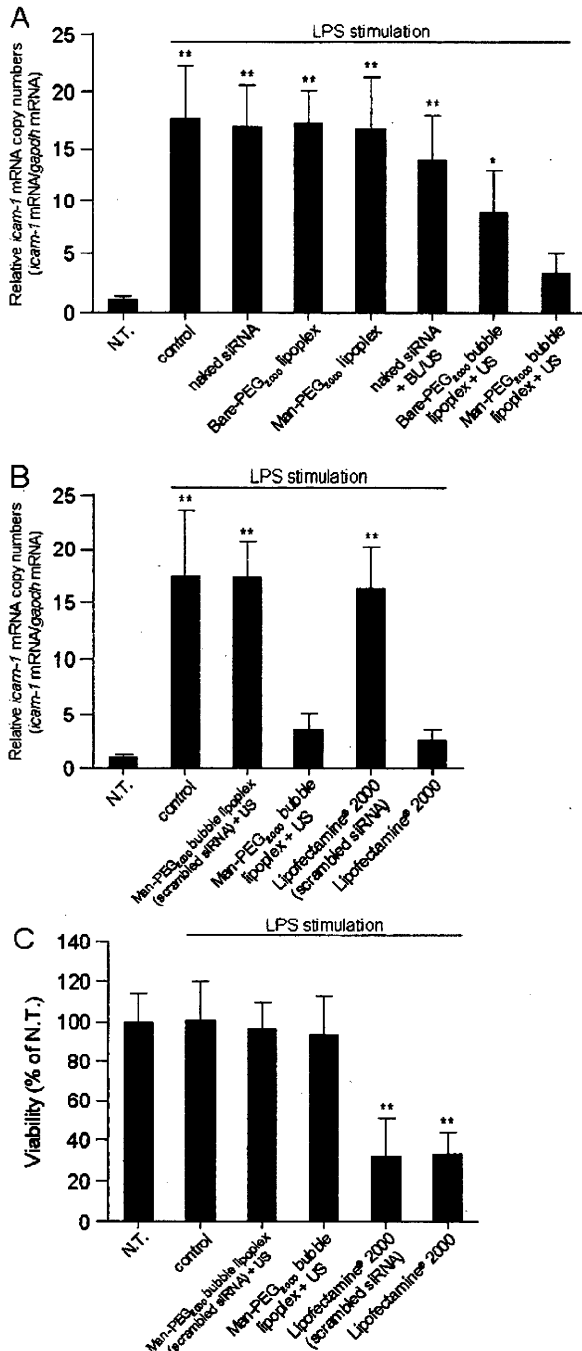 A
LPS stimulation
Relative icam-1 mRNA copy numbers
(icam-1 mRNA/gapdh mRNA)
25
20
15
10
5
0
**
**
**
**
**
*
N.T.
control
naked siRNA
Bare-PEG2000 lipoplex
Man-PEG2000 lipoplex
naked siRNA
+ BL/US
Bare-PEG2000 bubble
lipoplex + US
Man-PEG2000 bubble
lipoplex + US
B
LPS stimulation
Relative icam-1 mRNA copy numbers
(icam-1 mRNA/gapdh mRNA)
25
20
15
10
5
0
**
**
**
N.T.
control
Man-PEG2000 bubble lipoplex
(scrambled siRNA) + US
Man-PEG2000 bubble
lipoplex + US
Lipofectamine® 2000
(scrambled siRNA)
Lipofectamine® 2000
C
LPS stimulation
Viability (% of N.T.)
140
120
100
80
60
40
20
0
**
**
N.T.
control
Man-PEG2000 bubble lipoplex
(scrambled siRNA) + US
Man-PEG2000 bubble
lipoplex + US
Lipofectamine® 2000
(scrambled siRNA)
Lipofectamine® 2000